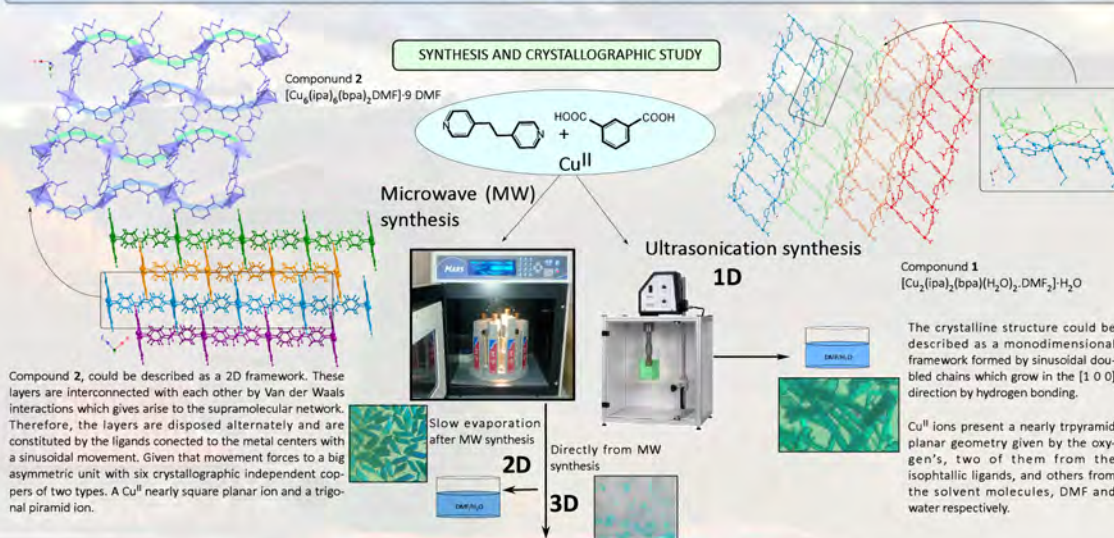 SYNTHESIS AND CRYSTALLOGRAPHIC STUDY
Componund 2
[Cu6(ipa)6(bpa)2DMF]·9 DMF
N
N
+
HOOC
COOH
CuII
Microwave (MW)
synthesis
MARS
Ultrasonication synthesis
1D
Componund 1
[Cu2(ipa)2(bpa)(H2O)2.DMF2]·H2O
DMF/H2O
The crystalline structure could be
described as a monodimensional
framework formed by sinusoidal dou-
bled chains which grow in the [1 0 0]
direction by hydrogen bonding.
CuII ions present a nearly trpyramid
planar geometry given by the oxy-
gen's, two of them from the
isophtallic ligands, and others from
the solvent molecules, DMF and
water respectively.
Compound 2, could be described as a 2D framework. These
layers are interconnected with each other by Van der Waals
interactions which gives arise to the supramolecular network.
Therefore, the layers are disposed alternately and are
constituted by the ligands conected to the metal centers with
a sinusoidal movement. Given that movement forces to a big
asymmetric unit with six crystallographic independent cop-
pers of two types. A CuII nearly square planar ion and a trigo-
nal piramid ion.
Slow evaporation
after MW synthesis
2D
DMF/H2O
Directly from MW
synthesis
3D